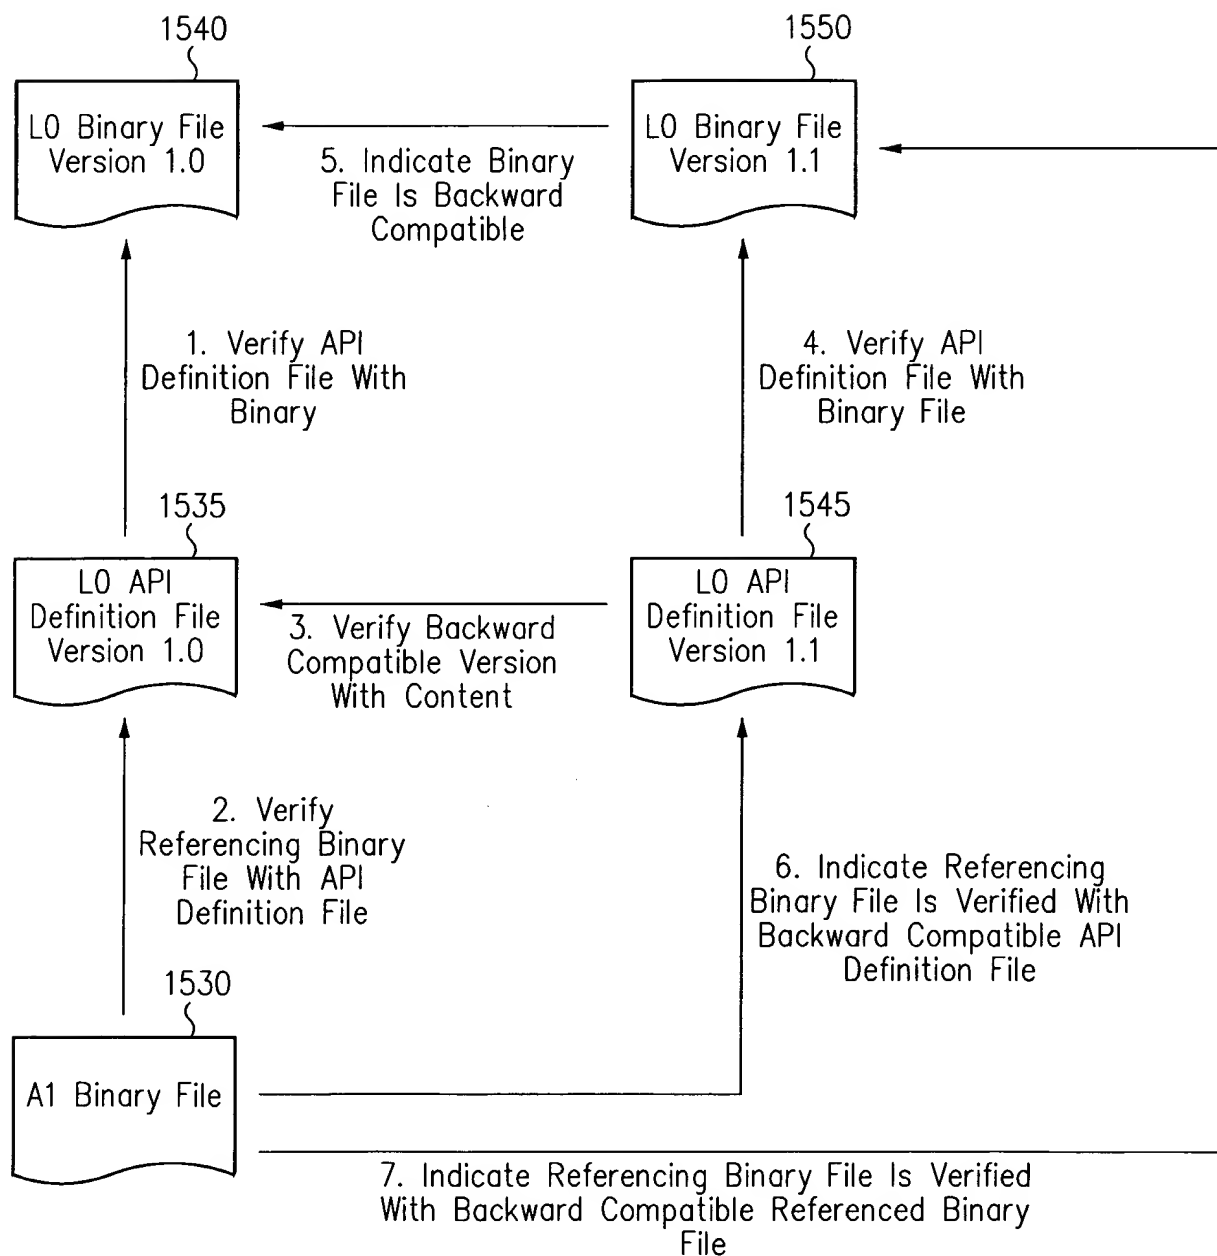 1540
1550
L0 Binary File
Version 1.0
L0 Binary File
Version 1.1
5. Indicate Binary
File Is Backward
Compatible
1. Verify API
Definition File With
Binary
4. Verify API
Definition File With
Binary File
1535
1545
L0 API
Definition File
Version 1.0
L0 API
Definition File
Version 1.1
3. Verify Backward
Compatible Version
With Content
2. Verify
Referencing Binary
File With API
Definition File
6. Indicate Referencing
Binary File Is Verified With
Backward Compatible API
Definition File
1530
A1 Binary File
7. Indicate Referencing Binary File Is Verified
With Backward Compatible Referenced Binary
File